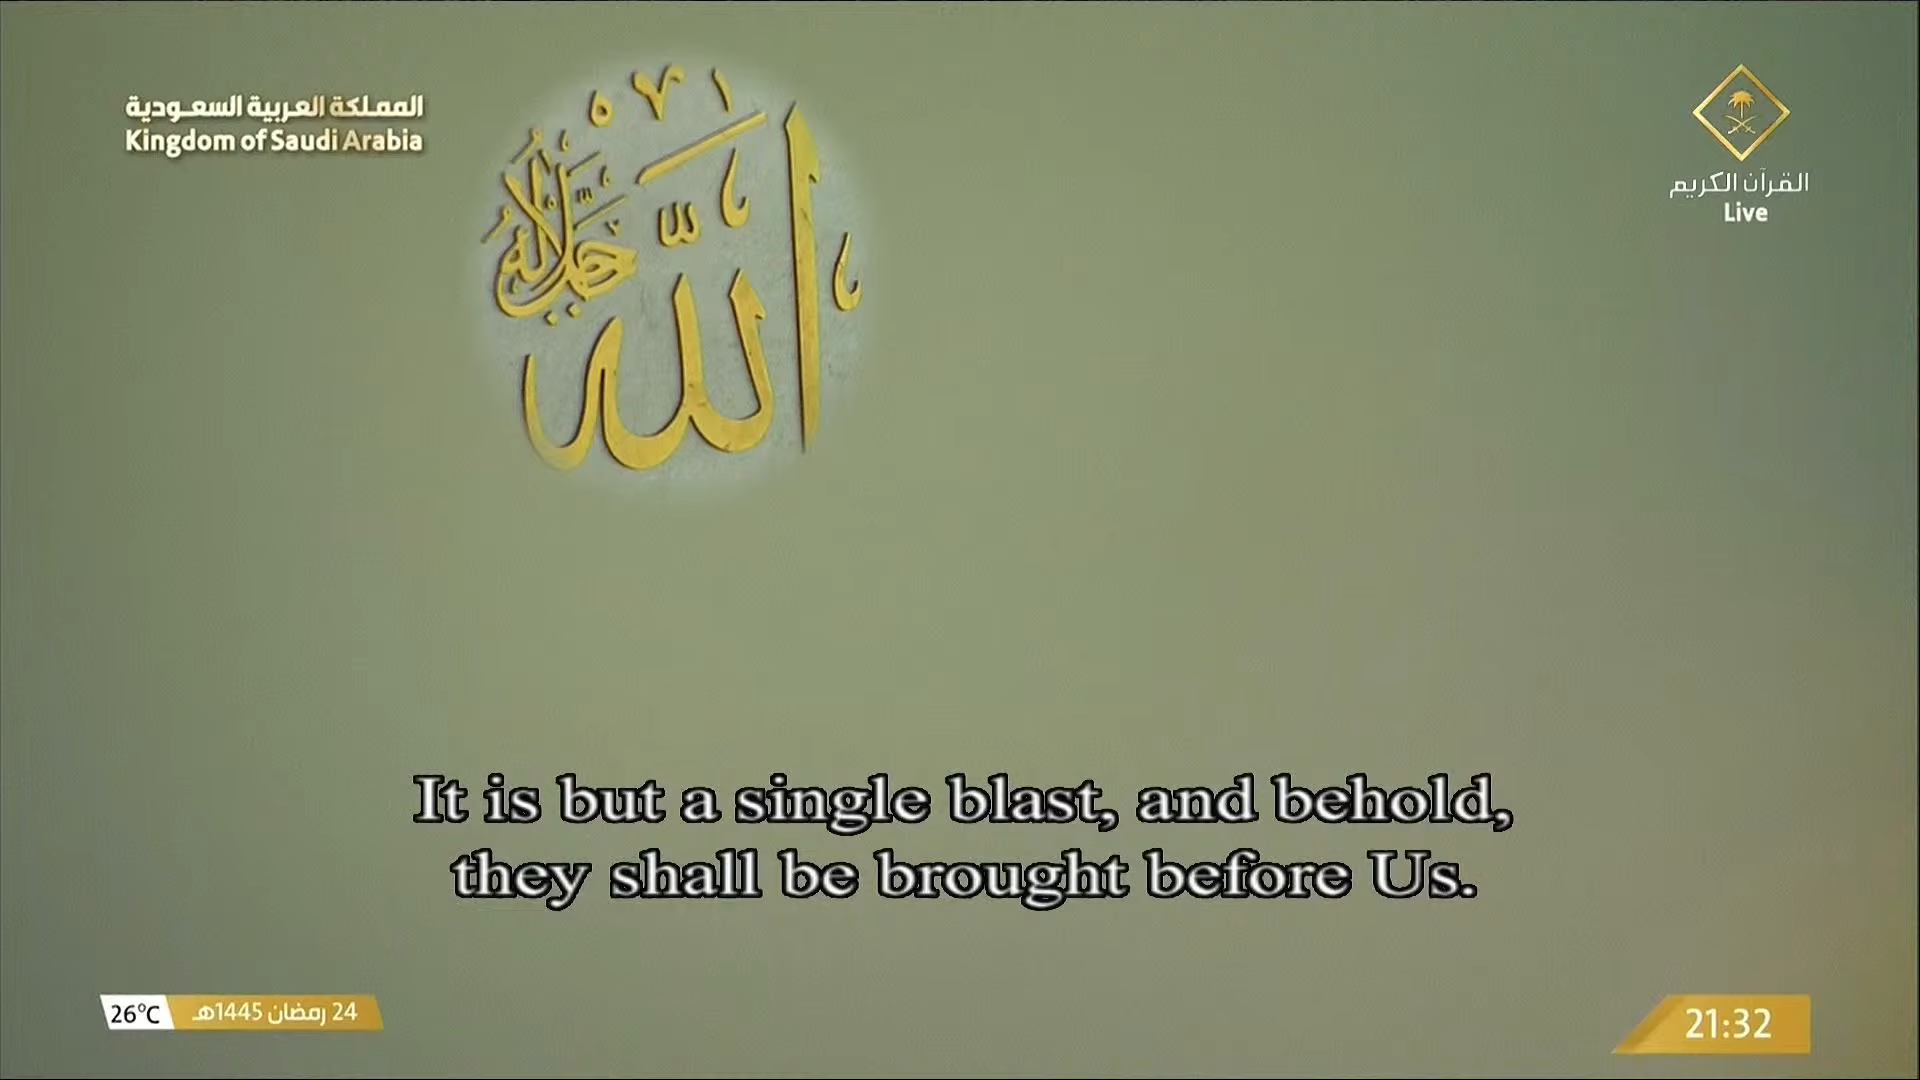 المملكة العربية السعودية
Kingdom of Saudi Arabia
الله
جل جلاله
القرآن الكريم
Live
It is but a single blast, and behold,
they shall be brought before Us.
26°C
24 رمضان 1445هـ
21:32